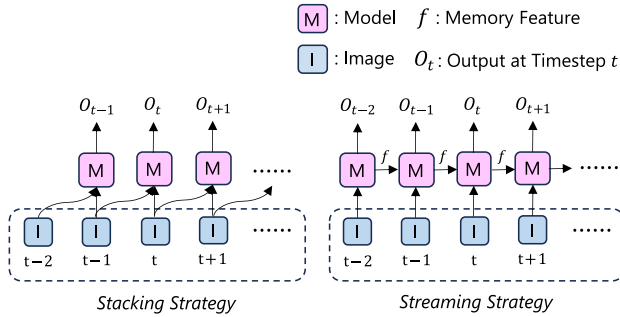 M : Model f : Memory Feature
I : Image O_t : Output at Timestep t
O_{t-1} O_t O_{t+1} O_{t-2} O_{t-1} O_t O_{t+1}
f f f
M M M ...... M M M M ......
I I I I ...... I I I I ......
t-2 t-1 t t+1 t-2 t-1 t t+1
Stacking Strategy Streaming Strategy